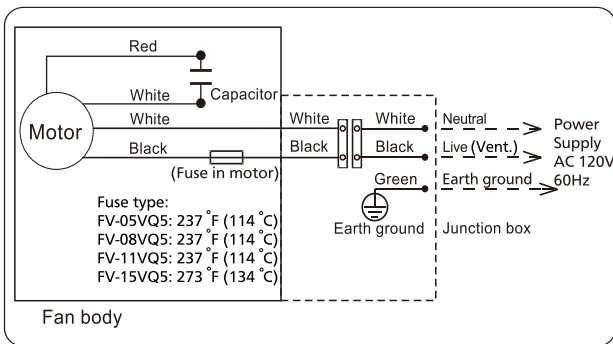 Red
White
Capacitor
White
White
White
Neutral
Motor
Black
Black
Black
Live (Vent.)
Power
Supply
AC 120V
60Hz
(Fuse in motor)
Green
Earth ground
Fuse type:
FV-05VQ5: 237 °F (114 °C)
FV-08VQ5: 237 °F (114 °C)
FV-11VQ5: 237 °F (114 °C)
FV-15VQ5: 273 °F (134 °C)
Earth ground
Junction box
Fan body